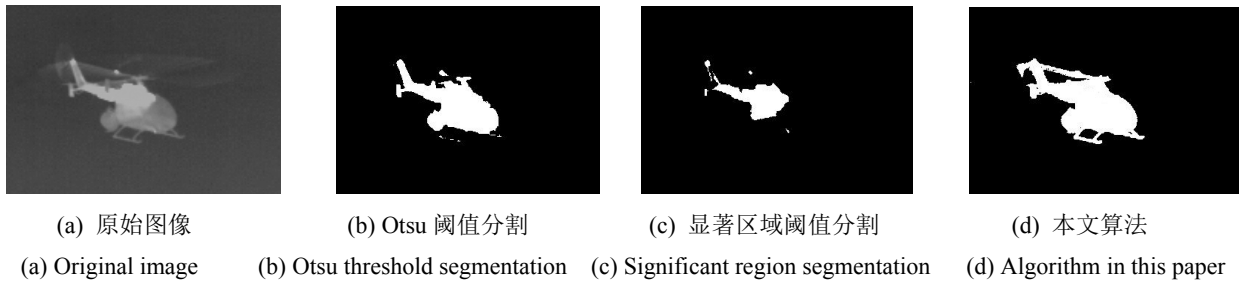 (a) 原始图像 (b) Otsu 阈值分割 (c) 显著区域阈值分割 (d) 本文算法
(a) Original image (b) Otsu threshold segmentation (c) Significant region segmentation (d) Algorithm in this paper